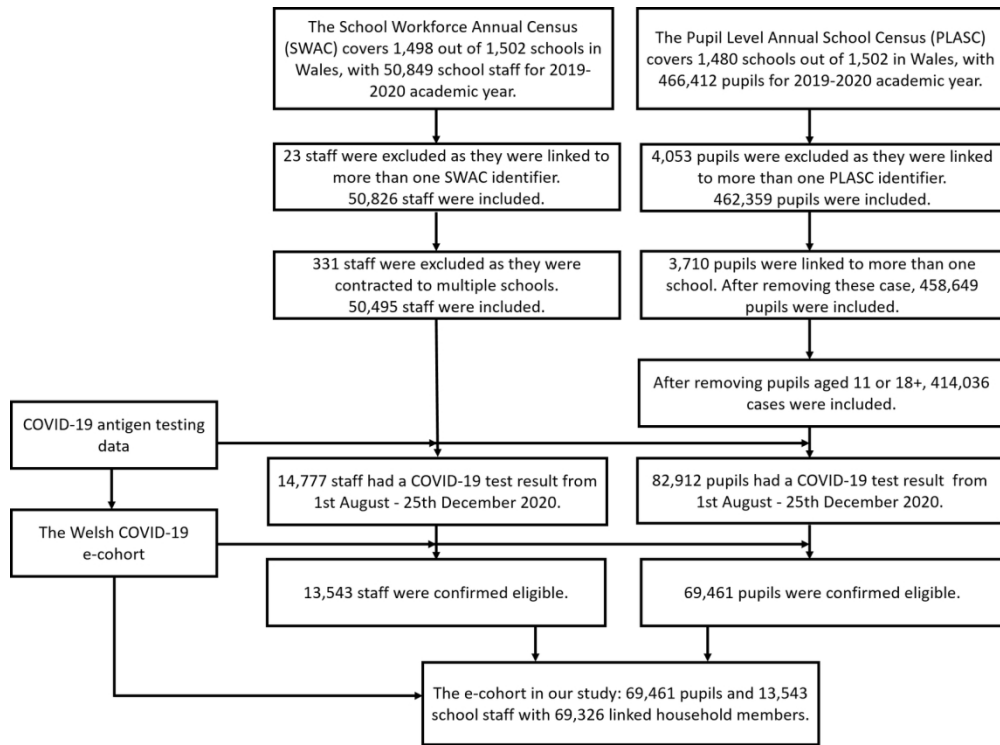 The School Workforce Annual Census
(SWAC) covers 1,498 out of 1,502 schools in
Wales, with 50,849 school staff for 2019-
2020 academic year.
The Pupil Level Annual School Census (PLASC)
covers 1,480 schools out of 1,502 in Wales, with
466,412 pupils for 2019-2020 academic year.
23 staff were excluded as they were linked to
more than one SWAC identifier.
50,826 staff were included.
4,053 pupils were excluded as they were linked
to more than one PLASC identifier.
462,359 pupils were included.
331 staff were excluded as they were
contracted to multiple schools.
50,495 staff were included.
3,710 pupils were linked to more than one
school. After removing these case, 458,649
pupils were included.
After removing pupils aged 11 or 18+, 414,036
cases were included.
COVID-19 antigen testing
data
14,777 staff had a COVID-19 test result from
1st August - 25th December 2020.
82,912 pupils had a COVID-19 test result from
1st August - 25th December 2020.
The Welsh COVID-19
e-cohort
13,543 staff were confirmed eligible.
69,461 pupils were confirmed eligible.
The e-cohort in our study: 69,461 pupils and 13,543
school staff with 69,326 linked household members.